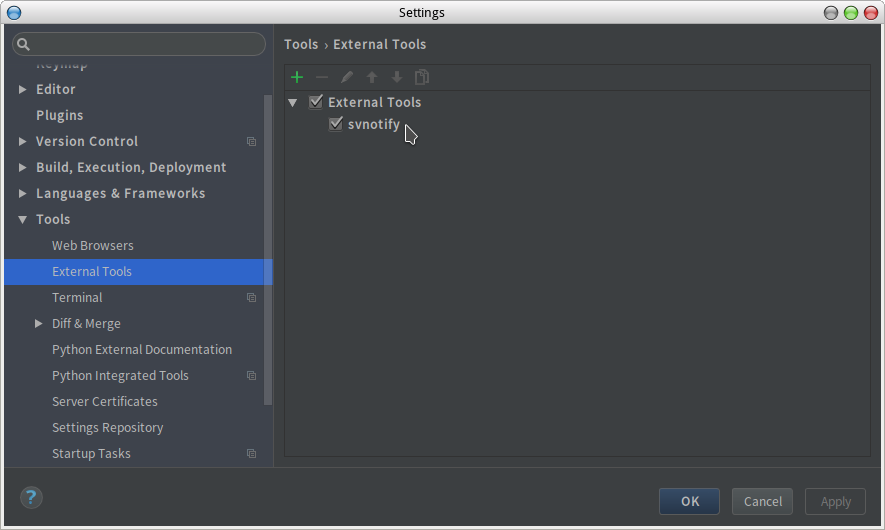 Settings
Tools › External Tools
Keymap
Editor
Plugins
Version Control
Build, Execution, Deployment
Languages & Frameworks
Tools
Web Browsers
External Tools
Terminal
Diff & Merge
Python External Documentation
Python Integrated Tools
Server Certificates
Settings Repository
Startup Tasks
External Tools
svnotify
?
OK
Cancel
Apply